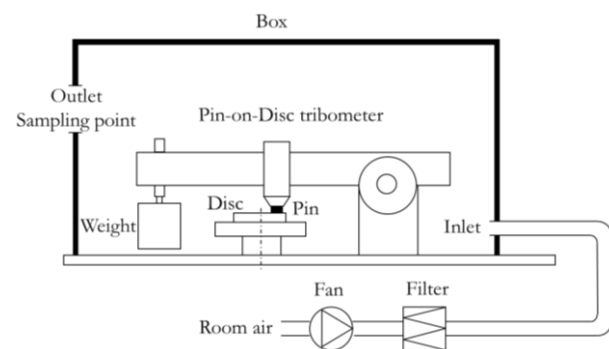 Box
Outlet
Sampling point
Pin-on-Disc tribometer
Disc
Pin
Weight
Inlet
Fan
Filter
Room air